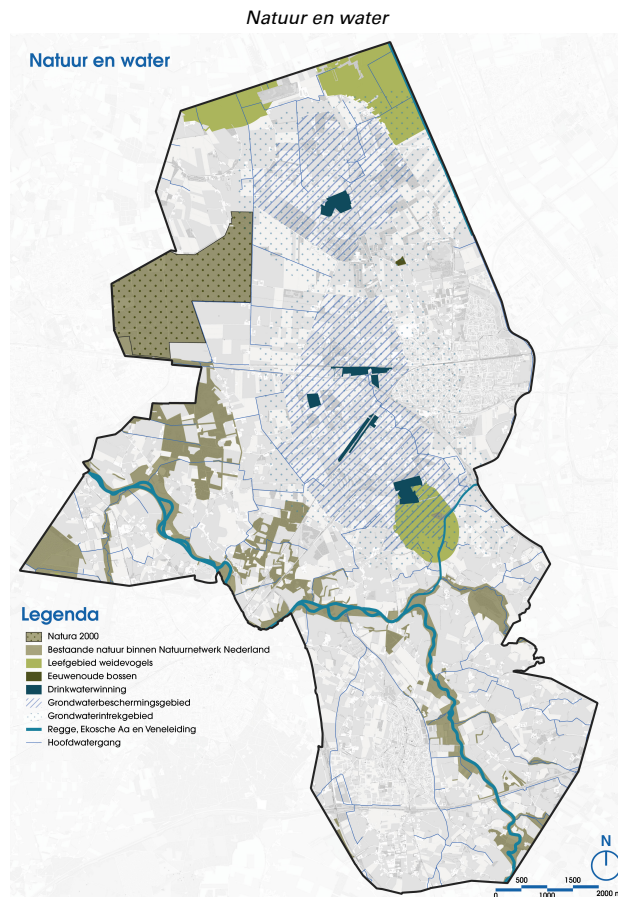 Natuur en water
Natuur en water
Legenda
Natura 2000
Bestaande natuur binnen Natuurnetwerk Nederland
Leefgebied weidevogels
Eeuwenoude bossen
Drinkwaterwinning
Grondwaterbeschermingsgebied
Grondwaterintrekgebied
Regge, Ekosche Aa en Veneleiding
Hoofdwatergang
N
500 1500
0 1000 2000 m